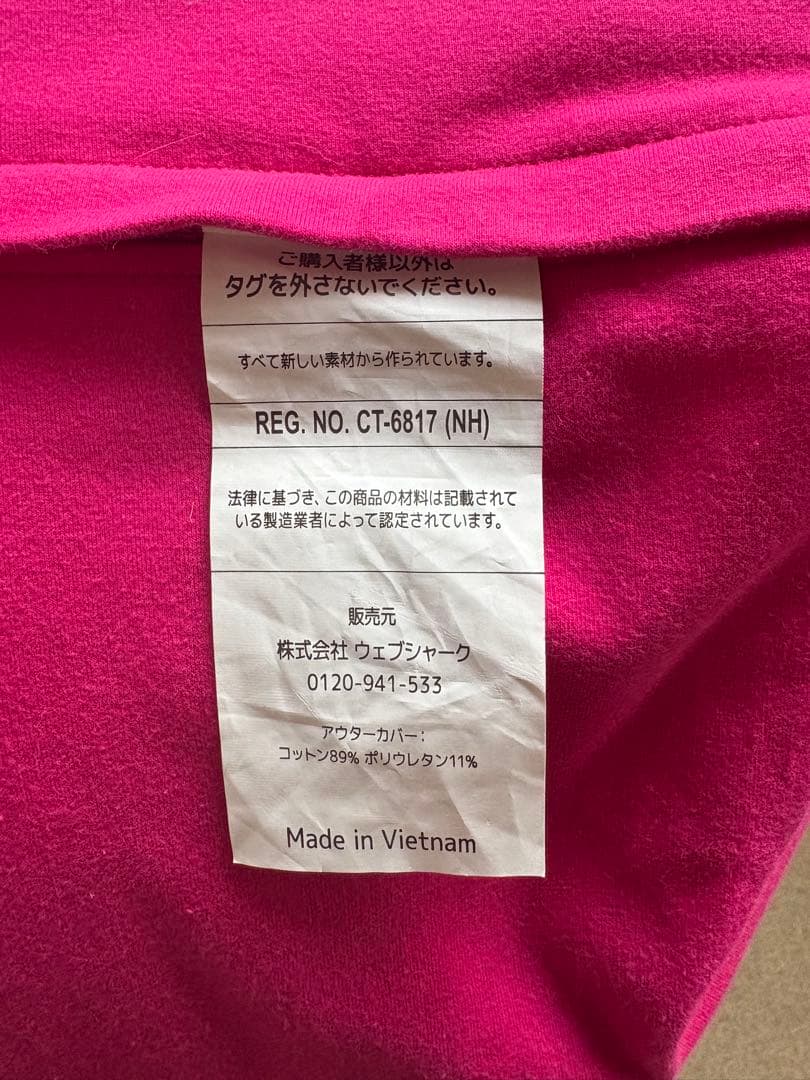 ご購入者様以外は
タグを外さないでください。
すべて新しい素材から作られています。
REG. NO. CT-6817 (NH)
法律に基づき、この商品の材料は記載されて
いる製造業者によって認定されています。
販売元
株式会社 ウェブシャーク
0120-941-533
アウターカバー：
コットン89% ポリウレタン11%
Made in Vietnam